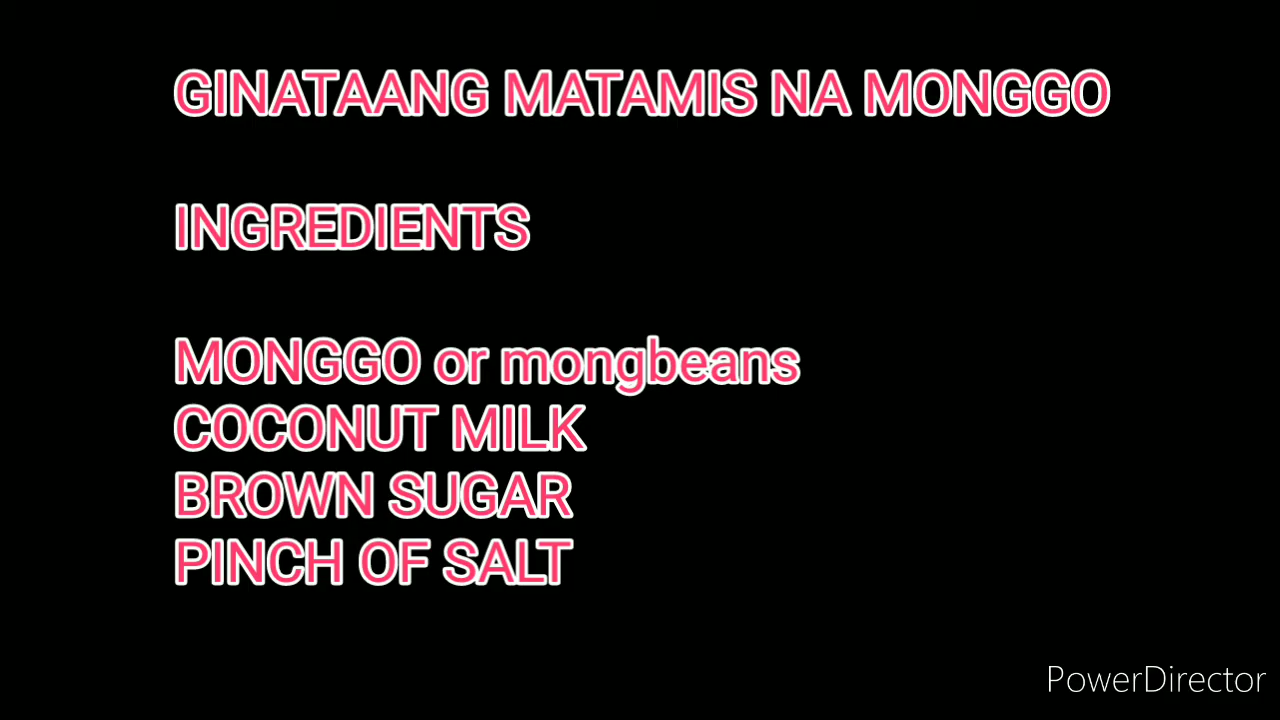 GINATAANG MATAMIS NA MONGGO
INGREDIENTS
MONGGO or mongbeans
COCONUT MILK
BROWN SUGAR
PINCH OF SALT
PowerDirector